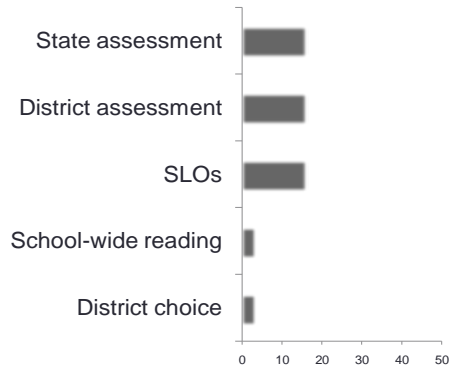 State assessment
District assessment
SLOs
School-wide reading
District choice
0 10 20 30 40 50